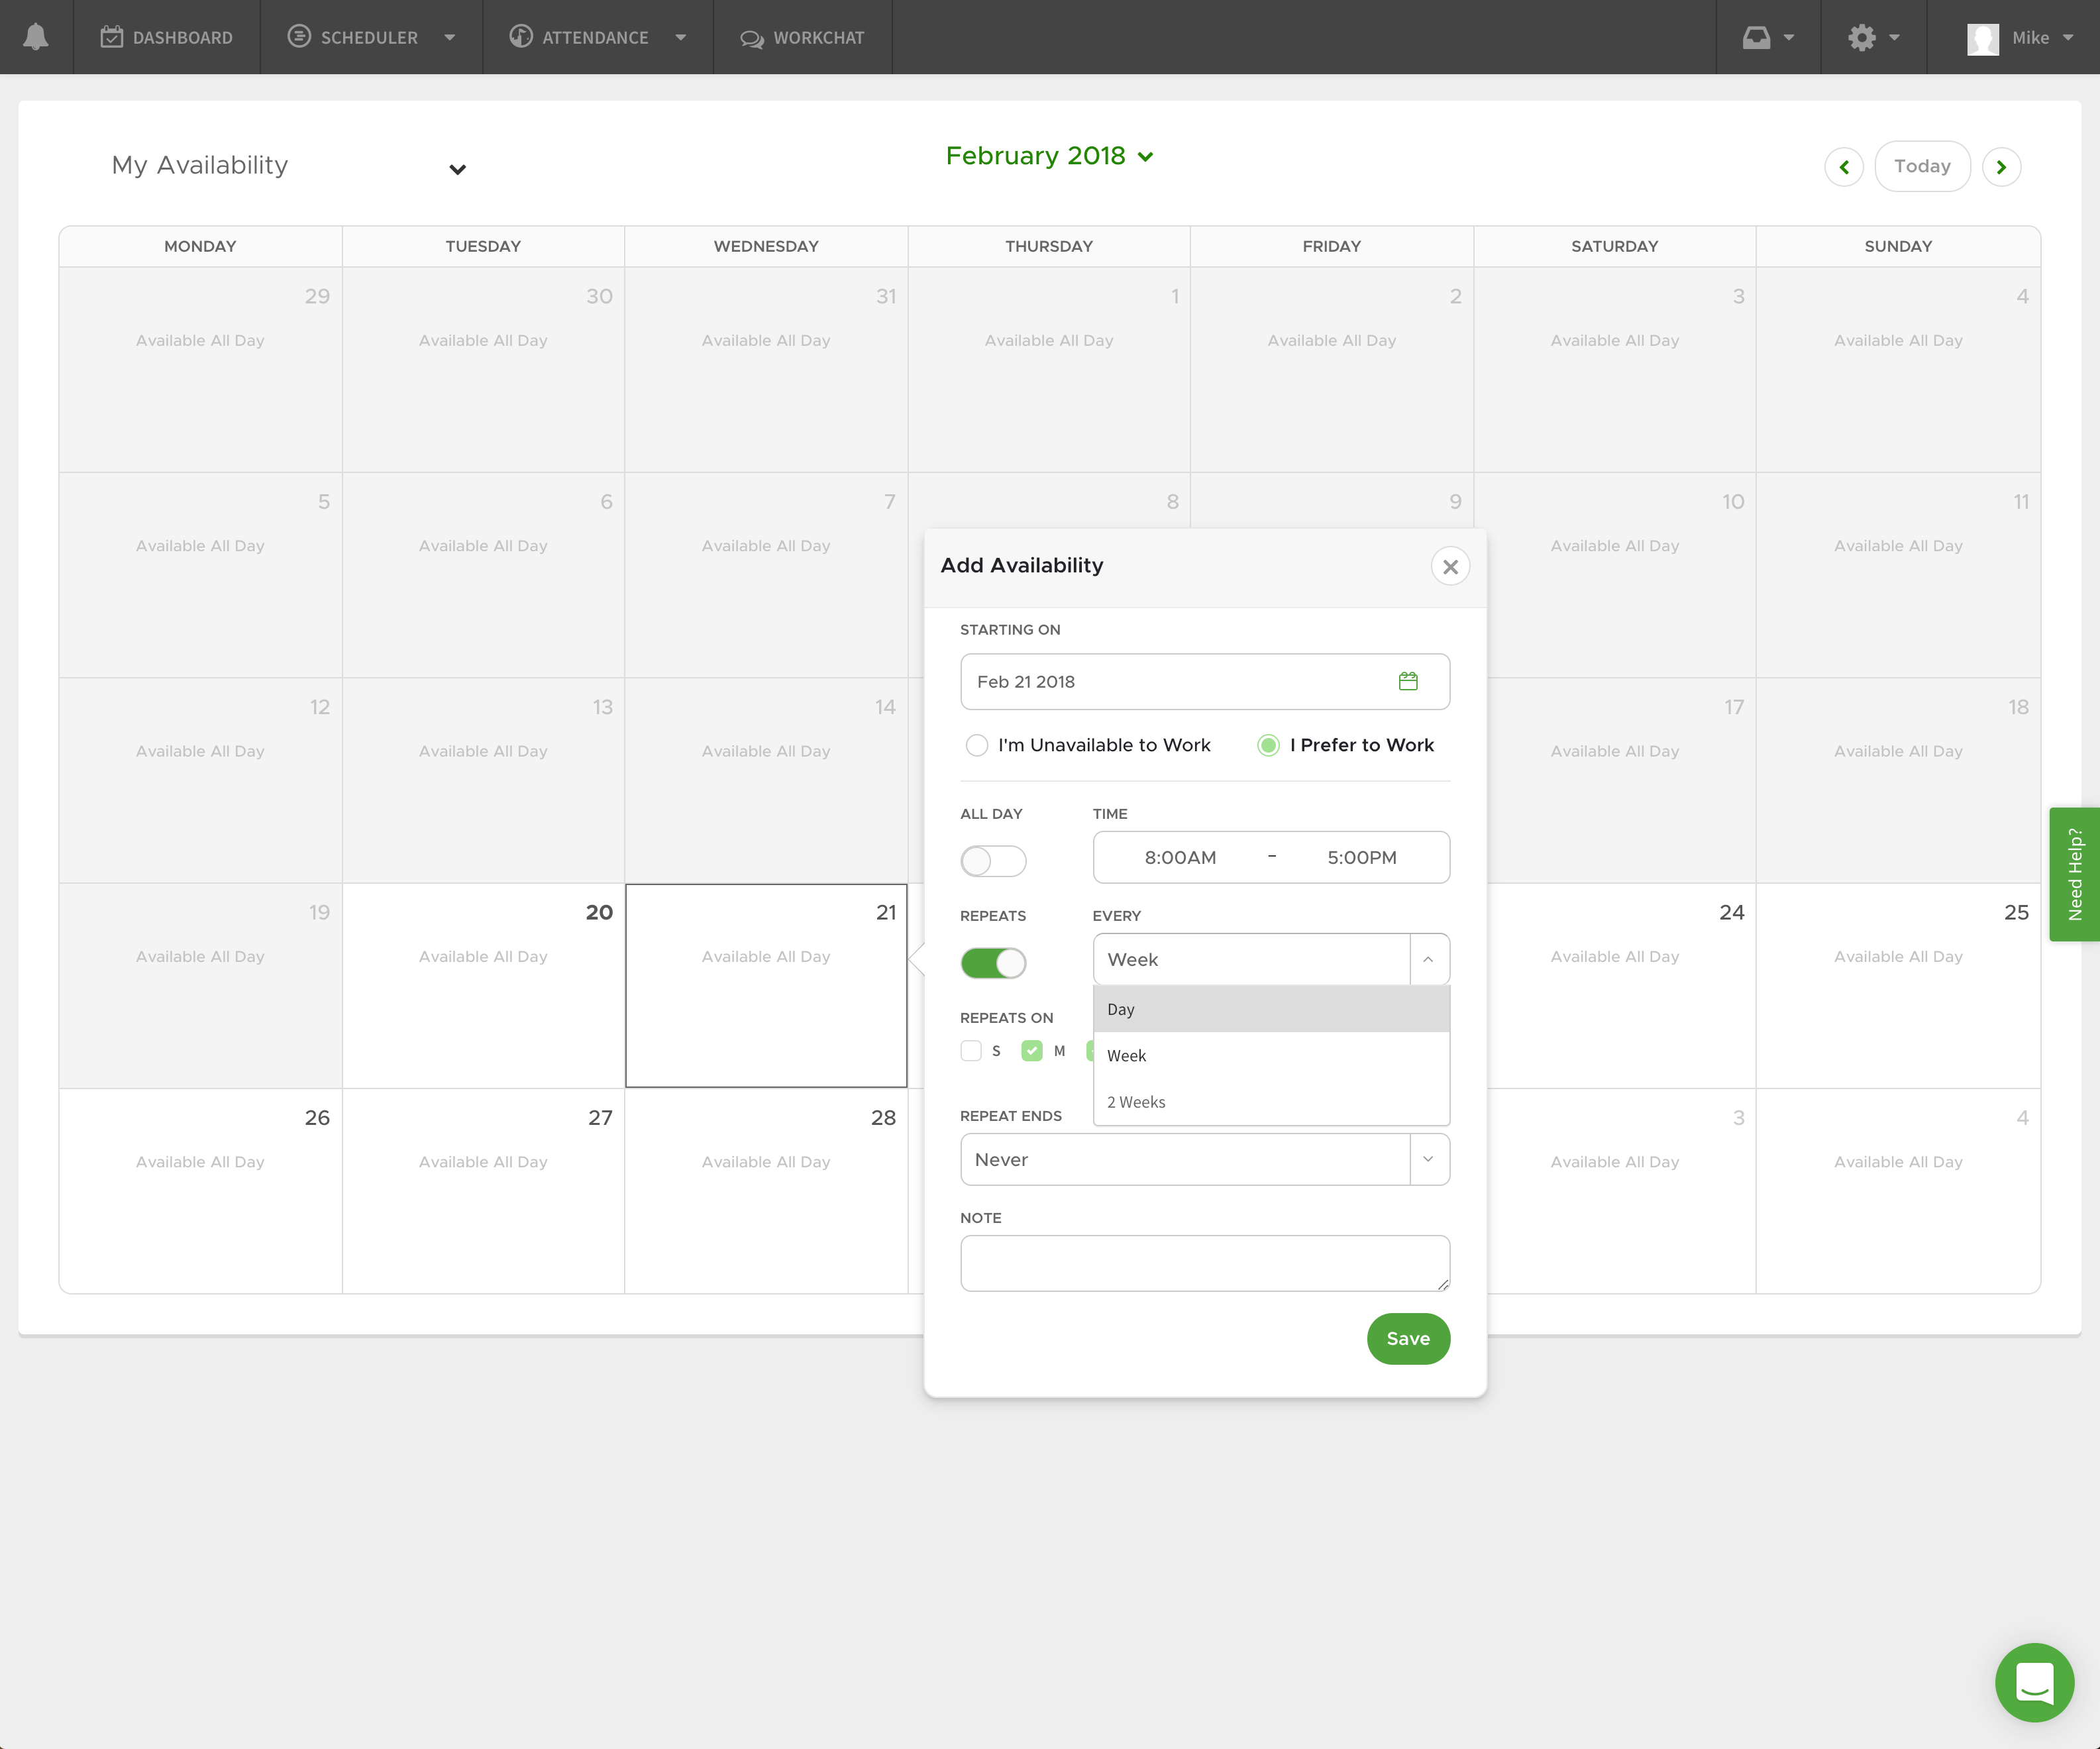 DASHBOARD SCHEDULER ATTENDANCE WORKCHAT Mike
My Availability February 2018 Today
MONDAY TUESDAY WEDNESDAY THURSDAY FRIDAY SATURDAY SUNDAY
29 30 31 1 2 3 4
Available All Day Available All Day Available All Day Available All Day Available All Day Available All Day Available All Day
5 6 7 8 9 10 11
Available All Day Available All Day Available All Day Available All Day Available All Day
12 13 14 17 18
Available All Day Available All Day Available All Day Available All Day Available All Day
19 20 21 24 25
Available All Day Available All Day Available All Day Available All Day Available All Day
26 27 28 3 4
Available All Day Available All Day Available All Day Available All Day Available All Day
Add Availability
STARTING ON
Feb 21 2018
I'm Unavailable to Work I Prefer to Work
ALL DAY TIME
8:00AM - 5:00PM
REPEATS EVERY
Week
Day
Week
2 Weeks
REPEATS ON
S M
REPEAT ENDS
Never
NOTE
Save
Need Help?